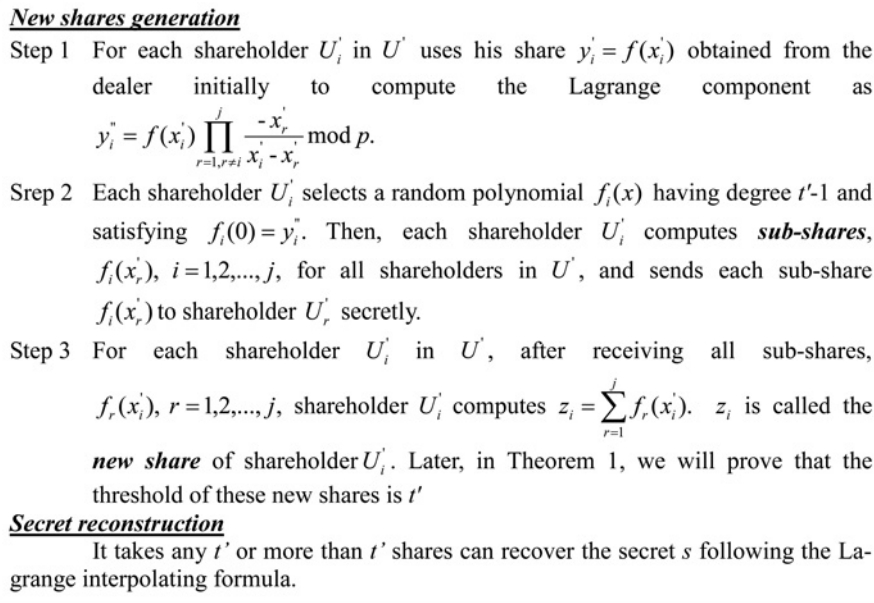 New shares generation
Step 1 For each shareholder U'_i in U' uses his share y'_i = f(x'_i) obtained from the
dealer initially to compute the Lagrange component as
y''_i = f(x'_i) ∏_{r=1,r≠i}^{j} (-x'_r)/(x'_i - x'_r) mod p.
Srep 2 Each shareholder U'_i selects a random polynomial f_i(x) having degree t'-1 and
satisfying f_i(0) = y''_i. Then, each shareholder U'_i computes sub-shares,
f_i(x'_r), i = 1,2,..., j, for all shareholders in U', and sends each sub-share
f_i(x'_r) to shareholder U'_r secretly.
Step 3 For each shareholder U'_i in U', after receiving all sub-shares,
f_r(x'_i), r = 1,2,..., j, shareholder U'_i computes z_i = ∑_{r=1}^{j} f_r(x'_i). z_i is called the
new share of shareholder U'_i. Later, in Theorem 1, we will prove that the
threshold of these new shares is t'
Secret reconstruction
It takes any t' or more than t' shares can recover the secret s following the La-
grange interpolating formula.